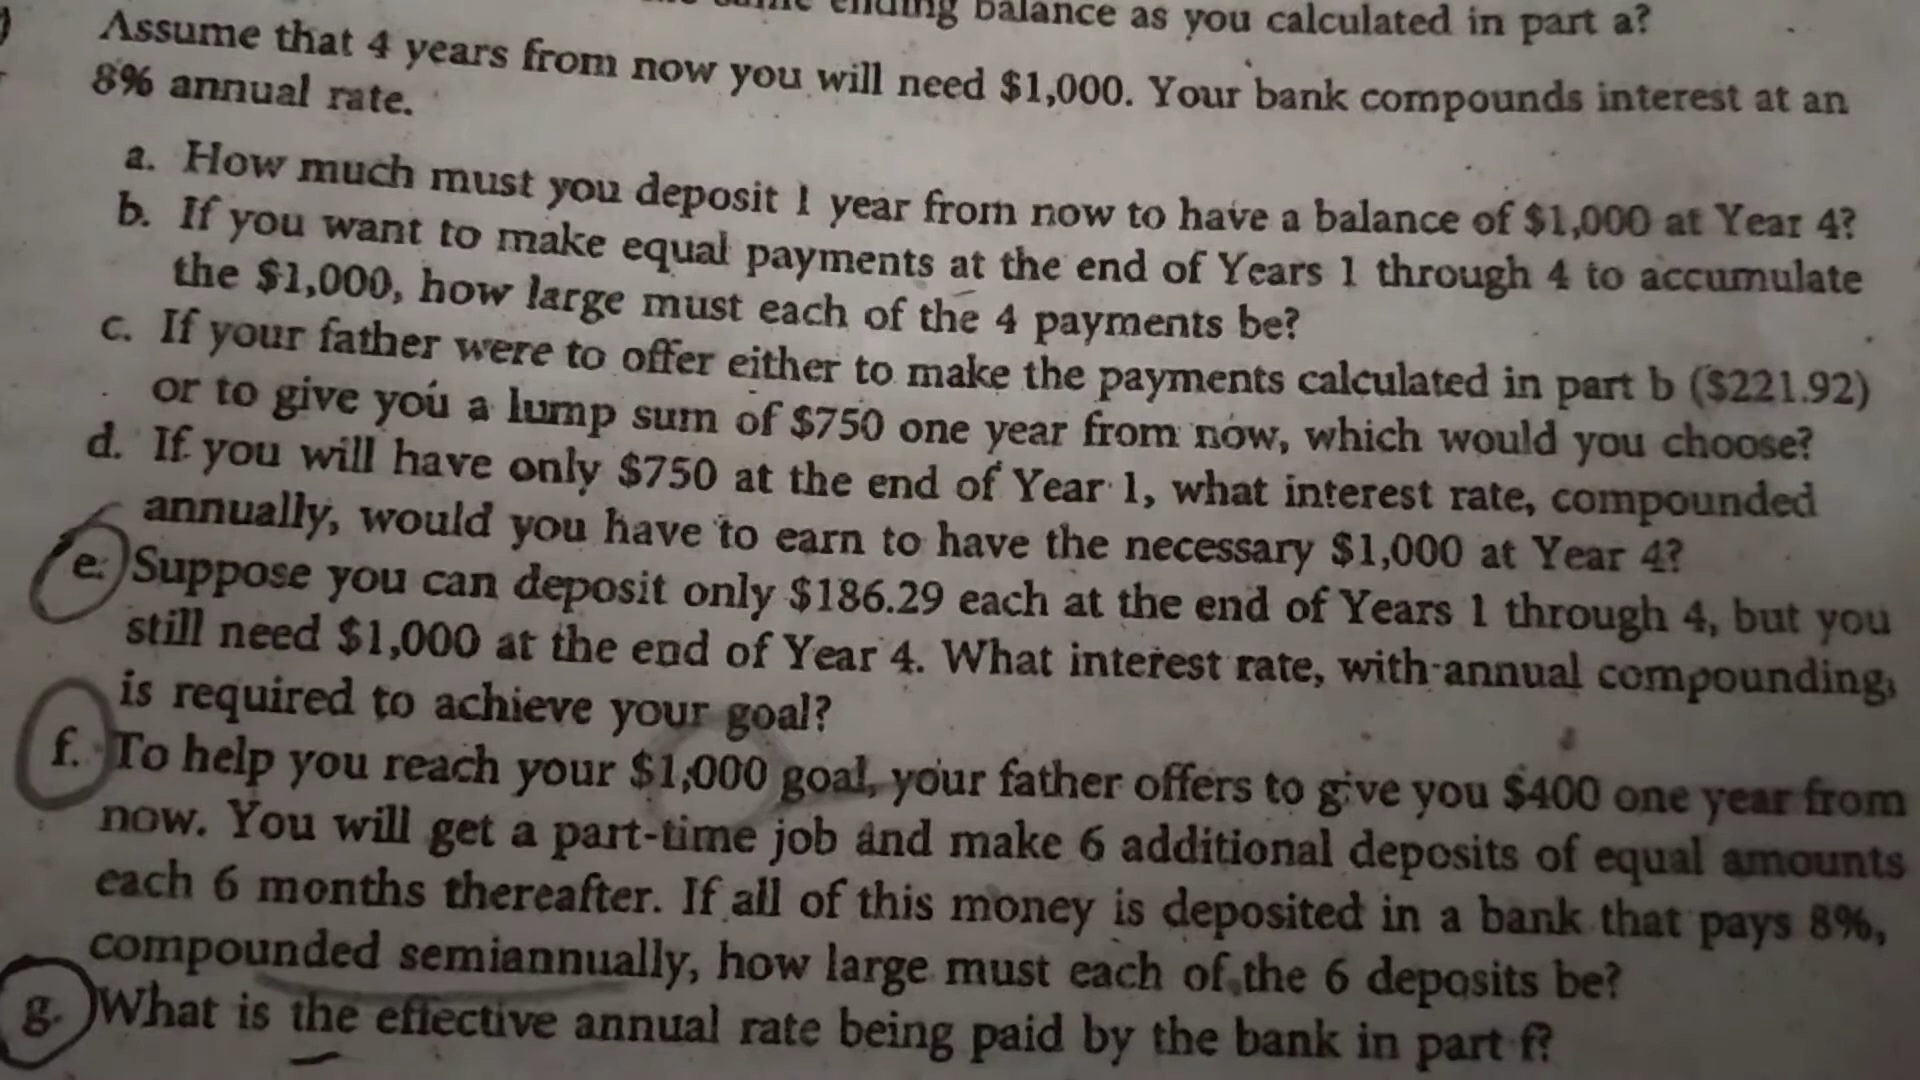 ending balance as you calculated in part a?
Assume that 4 years from now you will need $1,000. Your bank compounds interest at an
8% annual rate.
a. How much must you deposit 1 year from now to have a balance of $1,000 at Year 4?
b. If you want to make equal payments at the end of Years 1 through 4 to accumulate
the $1,000, how large must each of the 4 payments be?
c. If your father were to offer either to make the payments calculated in part b ($221.92)
or to give you a lump sum of $750 one year from now, which would you choose?
d. If you will have only $750 at the end of Year 1, what interest rate, compounded
annually, would you have to earn to have the necessary $1,000 at Year 4?
e. Suppose you can deposit only $186.29 each at the end of Years 1 through 4, but you
still need $1,000 at the end of Year 4. What interest rate, with annual compounding,
is required to achieve your goal?
f. To help you reach your $1,000 goal, your father offers to give you $400 one year from
now. You will get a part-time job and make 6 additional deposits of equal amounts
each 6 months thereafter. If all of this money is deposited in a bank that pays 8%,
compounded semiannually, how large must each of the 6 deposits be?
g. What is the effective annual rate being paid by the bank in part f?